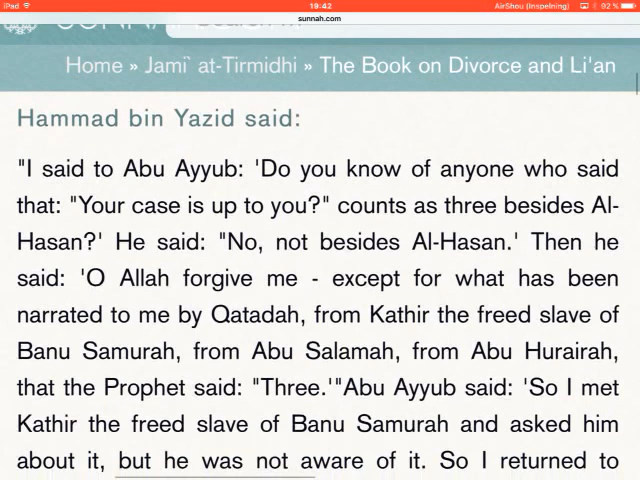 iPad
19:42
AirShou (Inspelning)
92 %
sunnah.com
Home » Jami` at-Tirmidhi » The Book on Divorce and Li'an
Hammad bin Yazid said:
"I said to Abu Ayyub: 'Do you know of anyone who said
that: "Your case is up to you?" counts as three besides Al-
Hasan?' He said: "No, not besides Al-Hasan.' Then he
said: 'O Allah forgive me - except for what has been
narrated to me by Qatadah, from Kathir the freed slave of
Banu Samurah, from Abu Salamah, from Abu Hurairah,
that the Prophet said: "Three.'"Abu Ayyub said: 'So I met
Kathir the freed slave of Banu Samurah and asked him
about it, but he was not aware of it. So I returned to